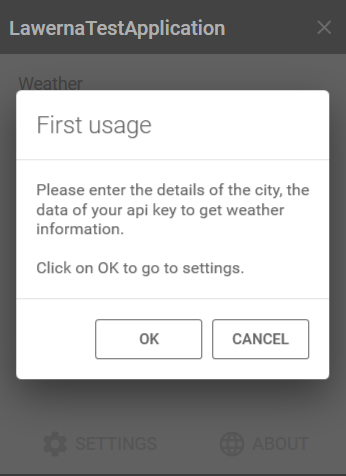 LawernaTestApplication
Weather
First usage
Please enter the details of the city, the
data of your api key to get weather
information.
Click on OK to go to settings.
OK
CANCEL
SETTINGS
ABOUT